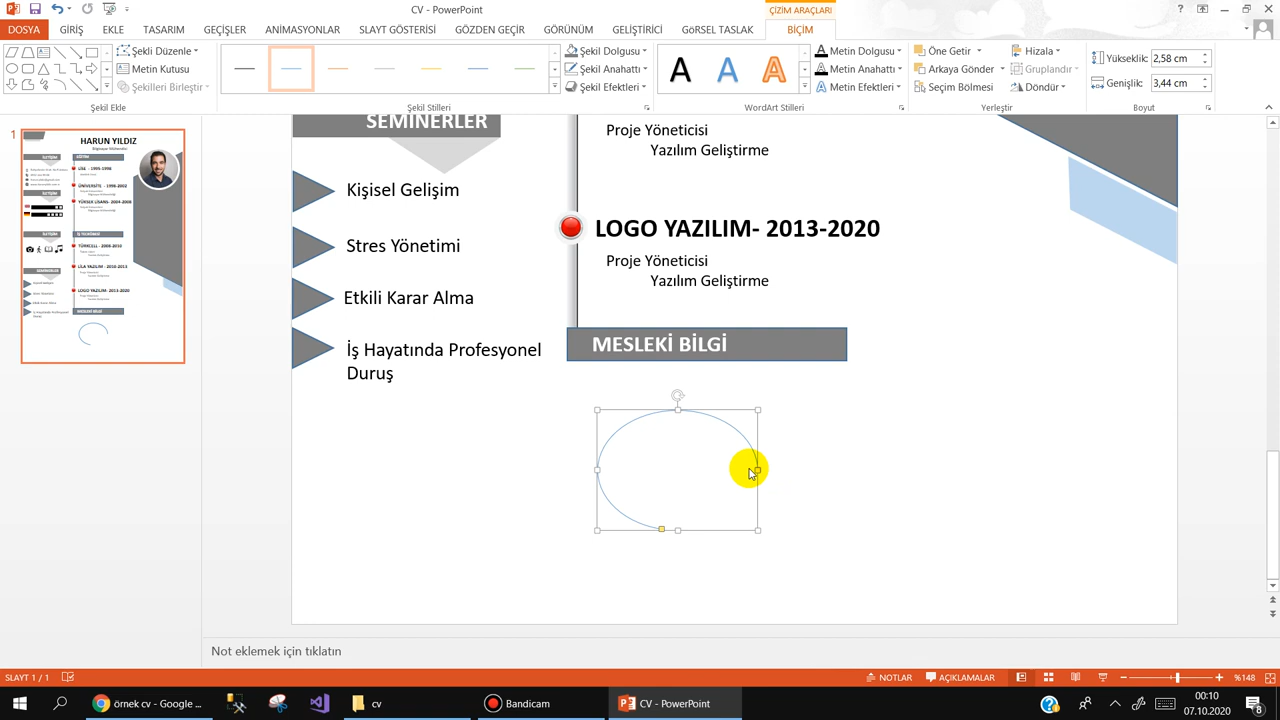 CV - PowerPoint
ÇİZİM ARAÇLARI
DOSYA GİRİŞ EKLE TASARIM GEÇİŞLER ANİMASYONLAR SLAYT GÖSTERİSİ GÖZDEN GEÇİR GÖRÜNÜM GELİŞTİRİCİ GöRSEL TASLAK BİÇİM
Şekli Düzenle
Metin Kutusu
Şekilleri Birleştir
Şekil Ekle
Şekil Dolgusu
Şekil Anahattı
Şekil Efektleri
Şekil Stilleri
A A A
Metin Dolgusu
Metin Anahattı
Metin Efektleri
WordArt Stilleri
Öne Getir
Arkaya Gönder
Seçim Bölmesi
Hizala
Gruplandır
Döndür
Yerleştir
Yükseklik: 2,58 cm
Genişlik: 3,44 cm
Boyut
1
HARUN YILDIZ
SEMİNERLER
Kişisel Gelişim
Stres Yönetimi
Etkili Karar Alma
İş Hayatında Profesyonel
Duruş
Proje Yöneticisi
Yazılım Geliştirme
LOGO YAZILIM- 2013-2020
Proje Yöneticisi
Yazılım Geliştirme
MESLEKİ BİLGİ
Not eklemek için tıklatın
SLAYT 1 / 1
NOTLAR
AÇIKLAMALAR
%148
örnek cv - Google ...
cv
Bandicam
CV - PowerPoint
00:10
07.10.2020
8